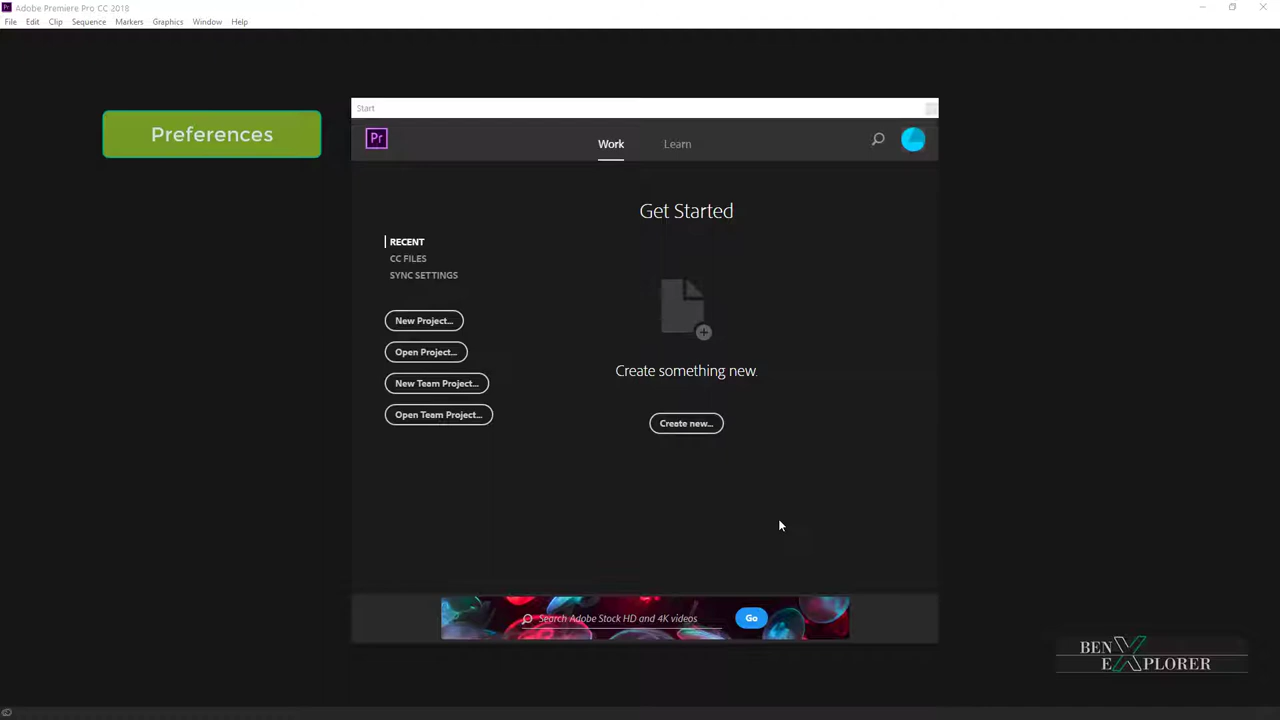 Adobe Premiere Pro CC 2018
File Edit Clip Sequence Markers Graphics Window Help
Preferences
Start
Pr
Work Learn
Get Started
RECENT
CC FILES
SYNC SETTINGS
New Project...
Open Project...
New Team Project...
Open Team Project...
Create something new.
Create new...
Search Adobe Stock HD and 4K videos
Go
BEN
EXPLORER